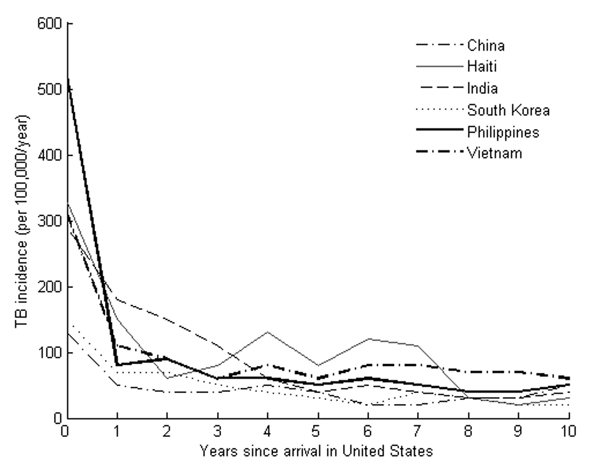 600
500
400
300
200
100
0
TB incidence (per 100,000/year)
China
Haiti
India
South Korea
Philippines
Vietnam
0 1 2 3 4 5 6 7 8 9 10
Years since arrival in United States